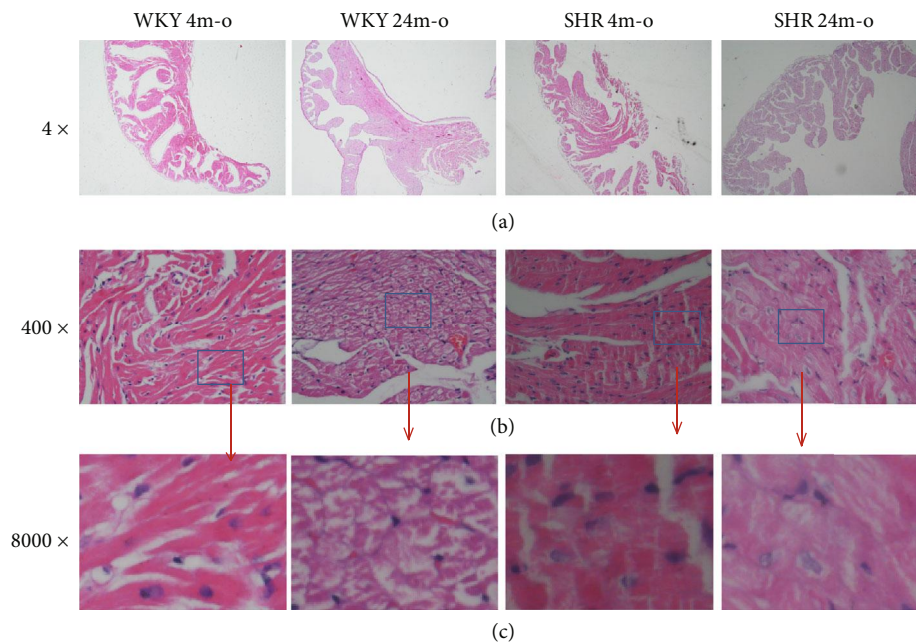 WKY 4m-o WKY 24m-o SHR 4m-o SHR 24m-o
4 ×
(a)
400 ×
(b)
8000 ×
(c)